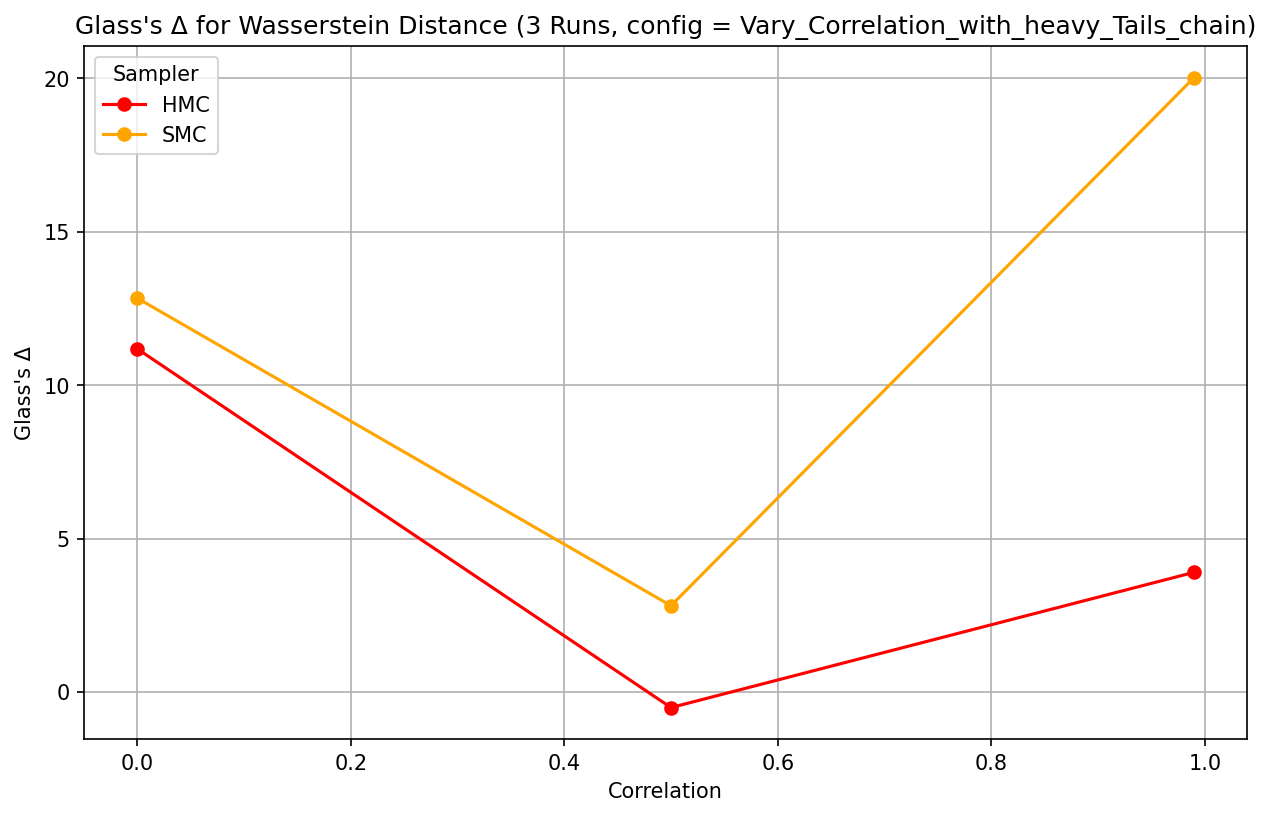 Glass's Δ for Wasserstein Distance (3 Runs, config = Vary_Correlation_with_heavy_Tails_chain)
Sampler
HMC
SMC
20
15
10
5
0
Glass's Δ
0.0 0.2 0.4 0.6 0.8 1.0
Correlation